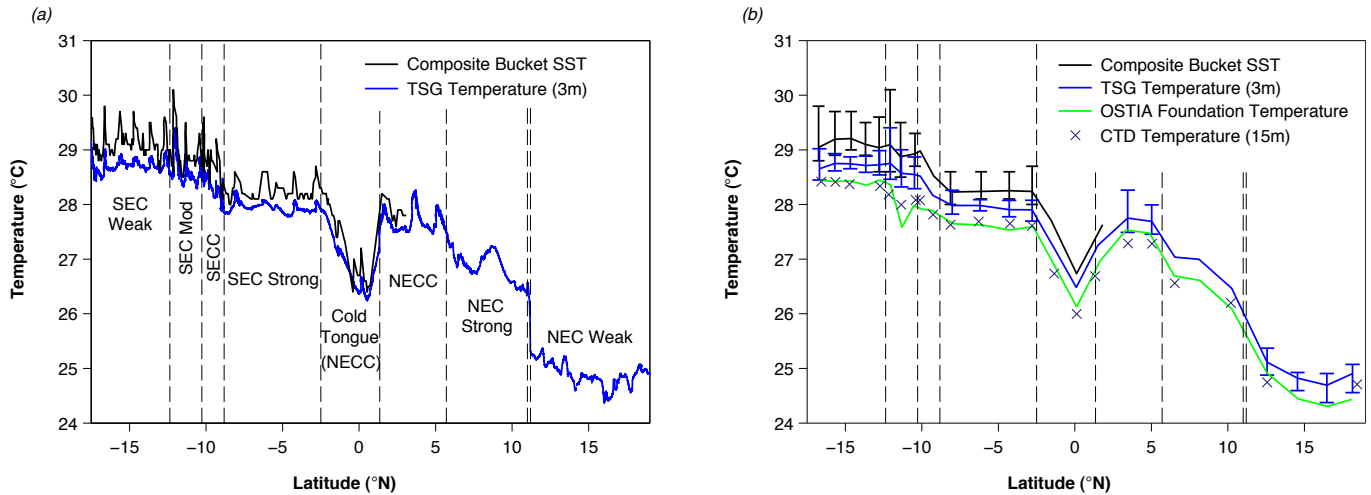 (a)
31
30
29
28
27
26
25
24
Temperature (°C)
Composite Bucket SST
TSG Temperature (3m)
SEC
Weak
SEC Mod
SECC
SEC Strong
Cold
Tongue
(NECC)
NECC
NEC
Strong
NEC Weak
−15
−10
−5
0
5
10
15
Latitude (°N)
(b)
31
30
29
28
27
26
25
24
Temperature (°C)
Composite Bucket SST
TSG Temperature (3m)
OSTIA Foundation Temperature
CTD Temperature (15m)
−15
−10
−5
0
5
10
15
Latitude (°N)